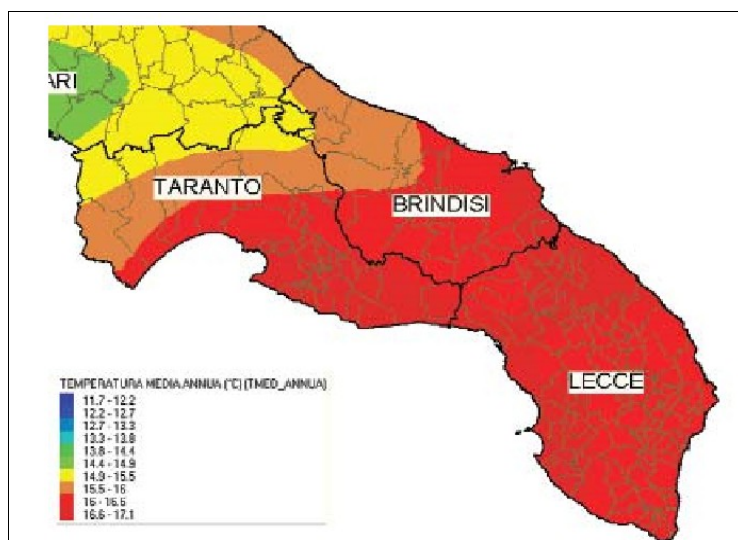 ARI
TARANTO
BRINDISI
LECCE
TEMPERATURA MEDIA ANNUA (°C) (TMED_ANNUA)
11.7 - 12.2
12.2 - 12.7
12.7 - 13.3
13.3 - 13.8
13.8 - 14.4
14.4 - 14.9
14.9 - 15.5
15.5 - 16
16 - 16.6
16.6 - 17.1